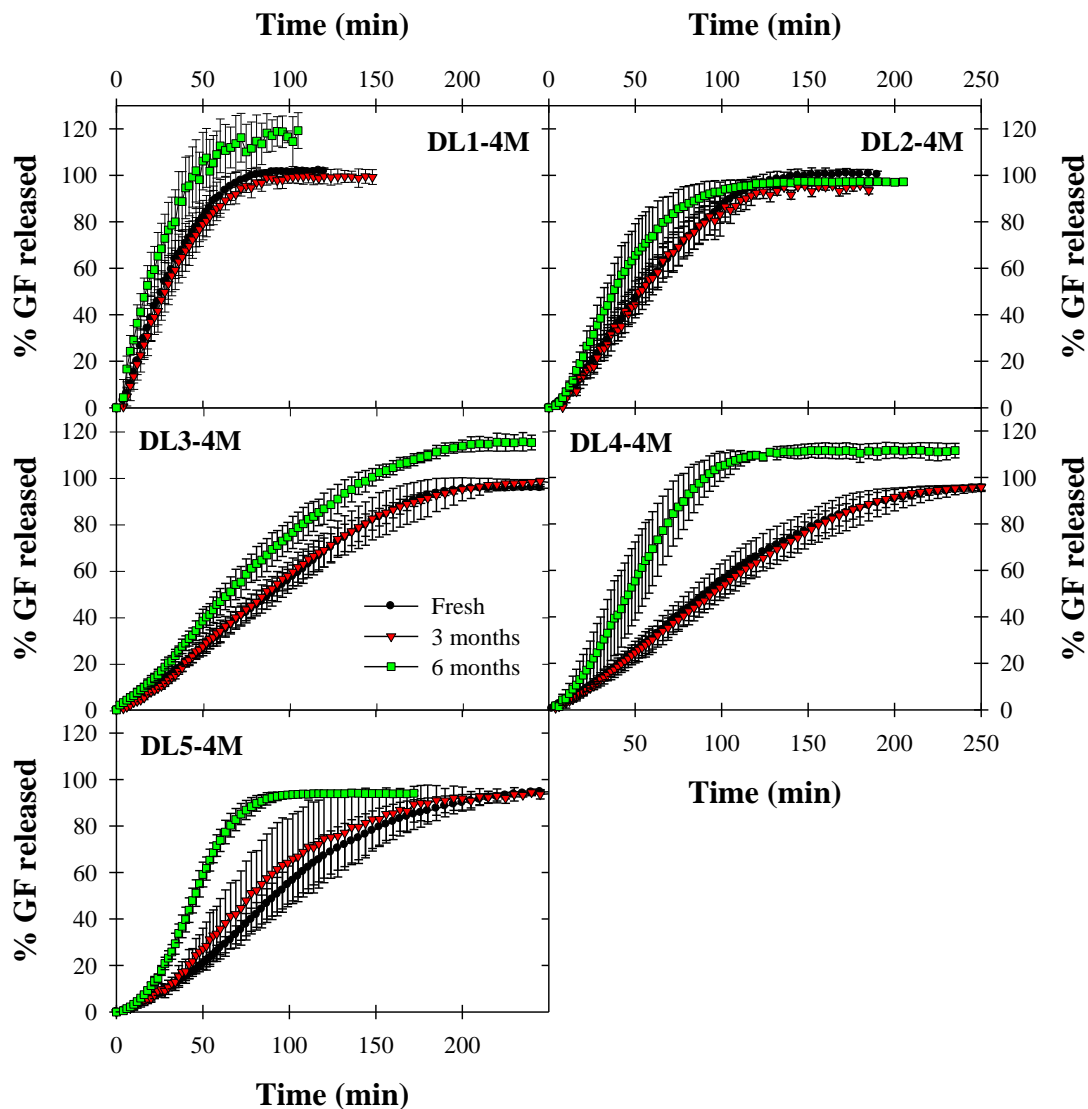 Time (min) Time (min)
0 50 100 150 200 0 50 100 150 200 250
% GF released
120
100
80
60
40
20
0
DL1-4M
DL2-4M
120
100
80
60
40
20
0
% GF released
% GF released
120
100
80
60
40
20
0
DL3-4M
Fresh
3 months
6 months
DL4-4M
120
100
80
60
40
20
0
% GF released
50 100 150 200 250
Time (min)
% GF released
120
100
80
60
40
20
0
DL5-4M
0 50 100 150 200
Time (min)